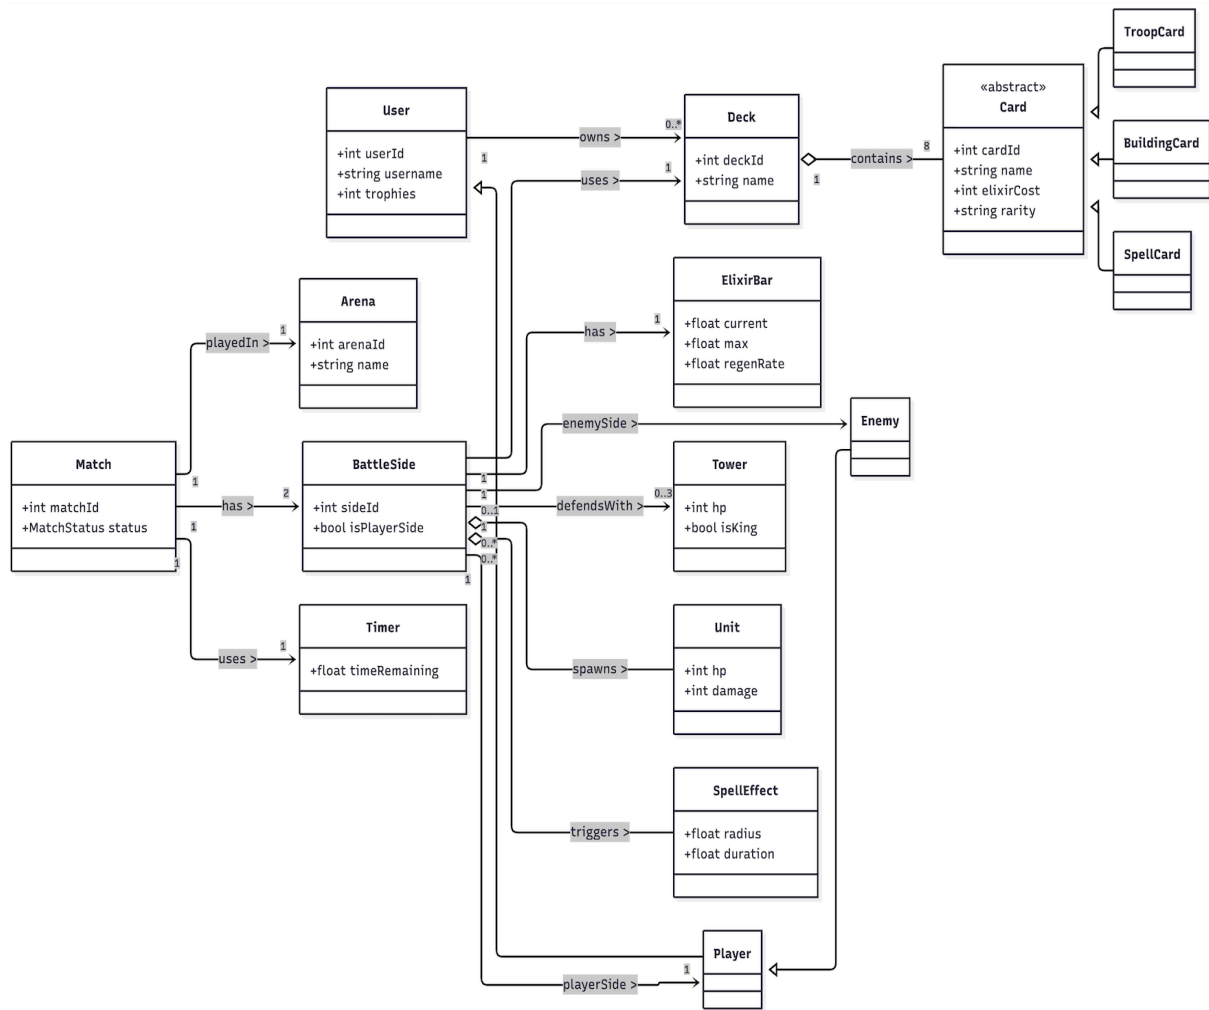 TroopCard
«abstract»
Card
+int cardId
+string name
+int elixirCost
+string rarity
BuildingCard
SpellCard
User
+int userId
+string username
+int trophies
1
owns >
0..*
uses >
1
Deck
+int deckId
+string name
1
contains >
8
Arena
+int arenaId
+string name
playedIn >
1
ElixirBar
+float current
+float max
+float regenRate
has >
1
enemySide >
Enemy
Match
+int matchId
+MatchStatus status
1
has >
2
1
1
BattleSide
+int sideId
+bool isPlayerSide
1
1
0..1
1
0..*
0..*
1
defendsWith >
0..3
Tower
+int hp
+bool isKing
Timer
+float timeRemaining
uses >
1
Unit
+int hp
+int damage
spawns >
SpellEffect
+float radius
+float duration
triggers >
Player
playerSide >
1